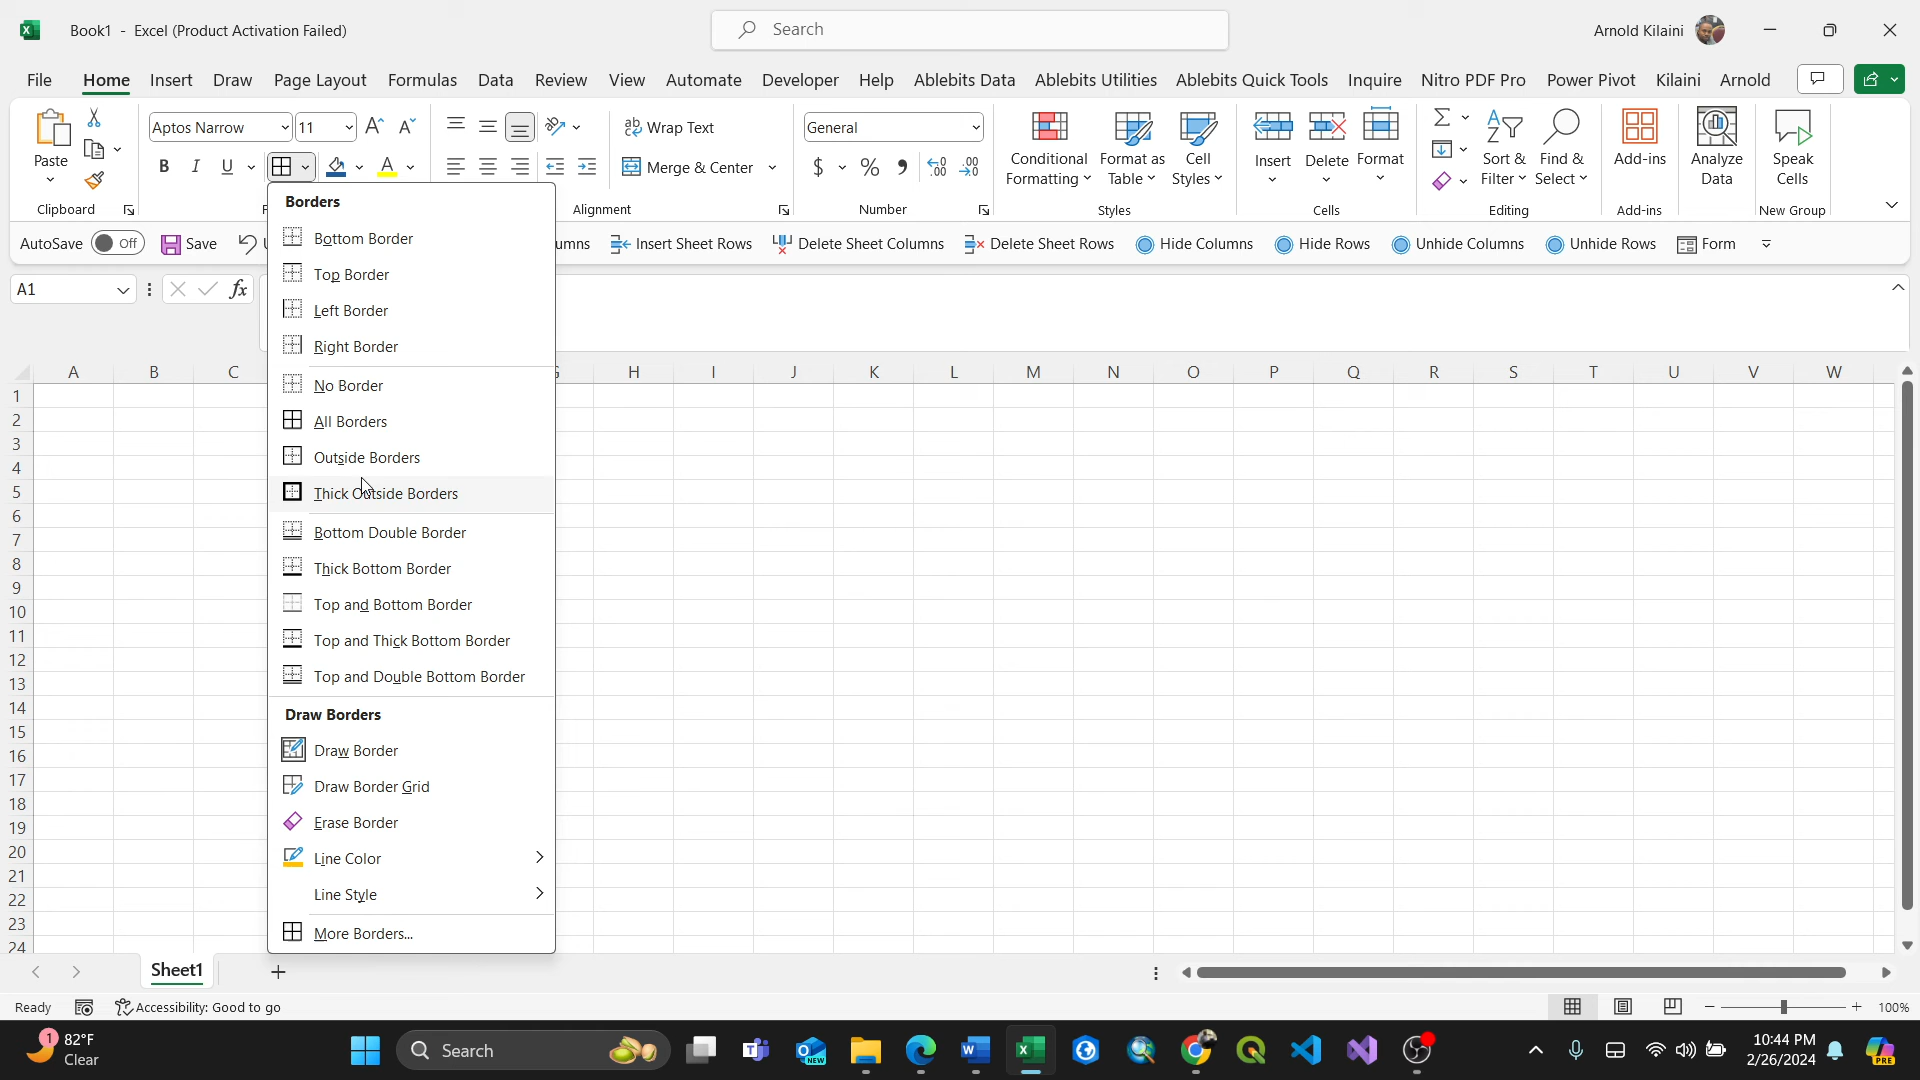 Book1 - Excel (Product Activation Failed)
Search
Arnold Kilaini
File Home Insert Draw Page Layout Formulas Data Review View Automate Developer Help Ablebits Data Ablebits Utilities Ablebits Quick Tools Inquire Nitro PDF Pro Power Pivot Kilaini Arnold
Paste
Clipboard
Aptos Narrow 11
B I U
Wrap Text
Merge & Center
Alignment
General
$ % ,
Number
Conditional Formatting
Format as Table
Cell Styles
Styles
Insert
Delete
Format
Cells
Sort & Filter
Find & Select
Editing
Add-ins
Add-ins
Analyze Data
Speak Cells
New Group
AutoSave Off Save
Insert Sheet Rows Delete Sheet Columns Delete Sheet Rows Hide Columns Hide Rows Unhide Columns Unhide Rows Form
A1
fx
Borders
Bottom Border
Top Border
Left Border
Right Border
No Border
All Borders
Outside Borders
Thick Outside Borders
Bottom Double Border
Thick Bottom Border
Top and Bottom Border
Top and Thick Bottom Border
Top and Double Bottom Border
Draw Borders
Draw Border
Draw Border Grid
Erase Border
Line Color
Line Style
More Borders...
A B C H I J K L M N O P Q R S T U V W
1
2
3
4
5
6
7
8
9
10
11
12
13
14
15
16
17
18
19
20
21
22
23
24
Sheet1
Ready Accessibility: Good to go
100%
1 82°F
Clear
Search
10:44 PM
2/26/2024